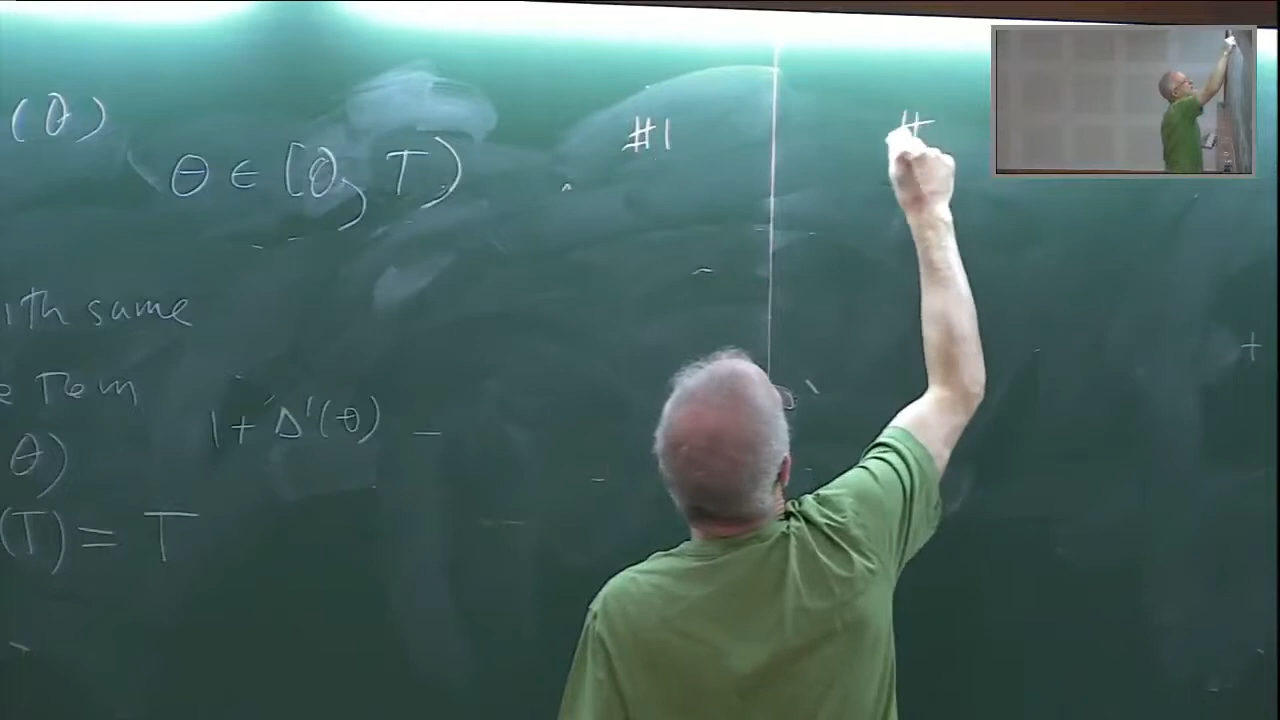 (θ)
θ ∈ [0, T)
#1
#
ith same
e Tem
1 + Δ'(θ)
θ)
(T) = T
+